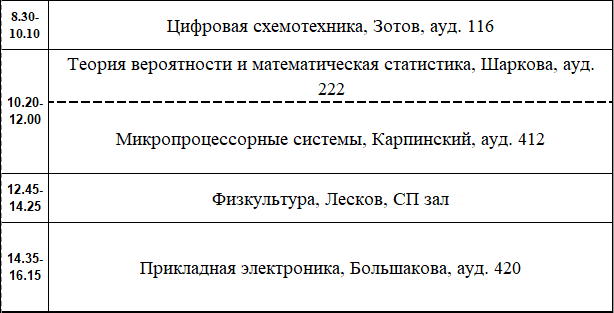 8.30-
10.10
Цифровая схемотехника, Зотов, ауд. 116
10.20-
12.00
Теория вероятности и математическая статистика, Шаркова, ауд.
222
Микропроцессорные системы, Карпинский, ауд. 412
12.45-
14.25
Физкультура, Лесков, СП зал
14.35-
16.15
Прикладная электроника, Большакова, ауд. 420